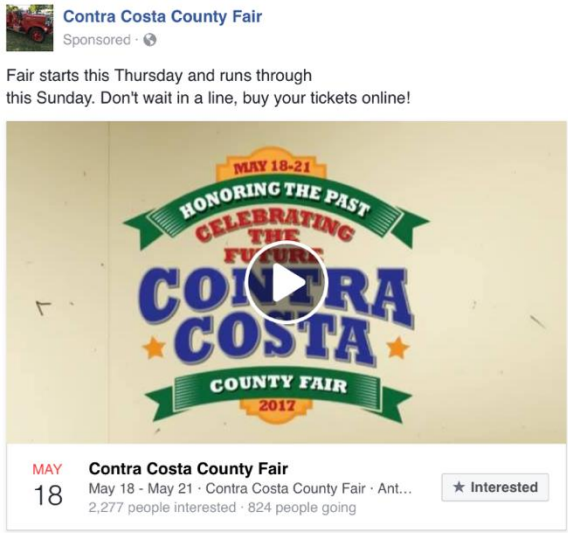 Contra Costa County Fair
Sponsored ·
Fair starts this Thursday and runs through
this Sunday. Don't wait in a line, buy your tickets online!
MAY 18-21
HONORING THE PAST
CELEBRATING
THE
FUTURE
CONTRA
COSTA
COUNTY FAIR
2017
MAY
18
Contra Costa County Fair
May 18 - May 21 · Contra Costa County Fair · Ant...
2,277 people interested · 824 people going
★ Interested